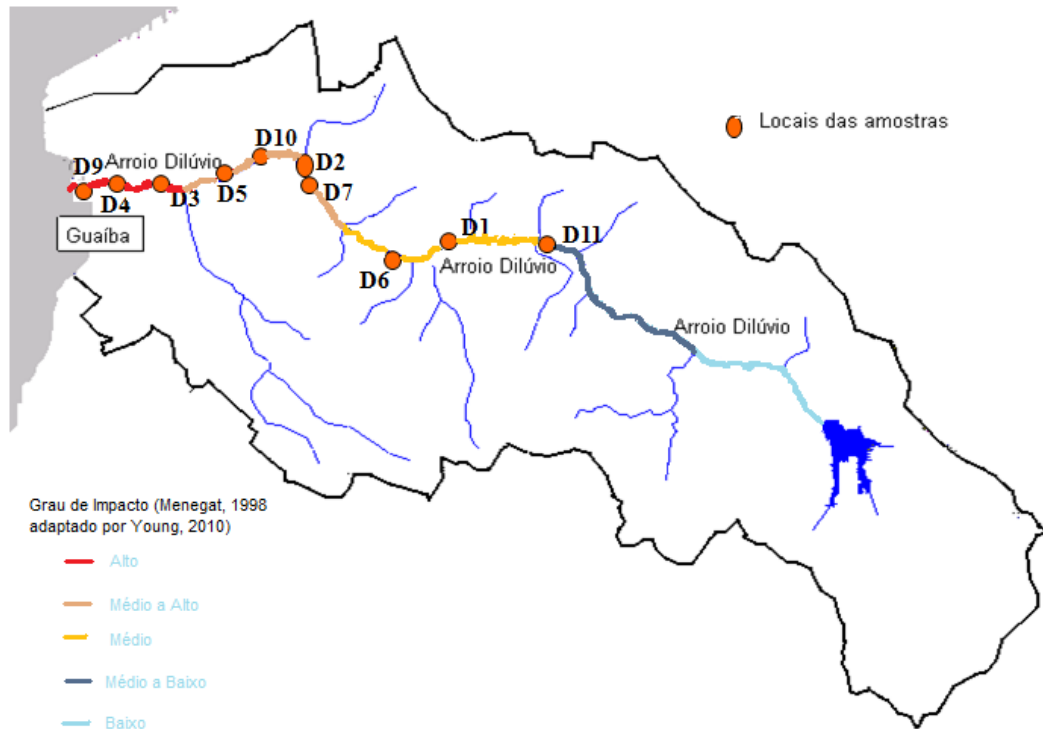 Locais das amostras
D10
D9
Arroio Dilúvio
D2
D5
D7
D4
D3
Guaíba
D1
D11
Arroio Dilúvio
D6
Arroio Dilúvio
Grau de Impacto (Menegat, 1998
adaptado por Young, 2010)
Alto
Médio a Alto
Médio
Médio a Baixo
Baixo